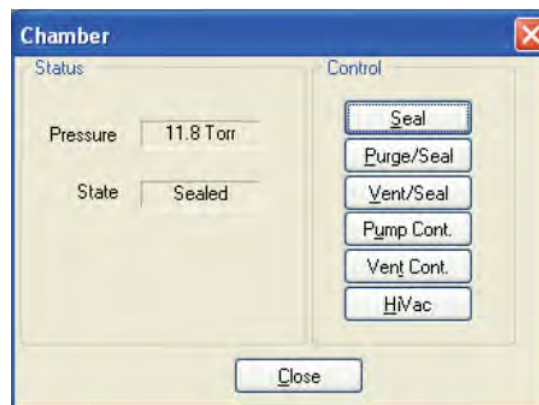 Chamber
Status
Pressure 11.8 Torr
State Sealed
Control
Seal
Purge/Seal
Vent/Seal
Pump Cont.
Vent Cont.
HiVac
Close